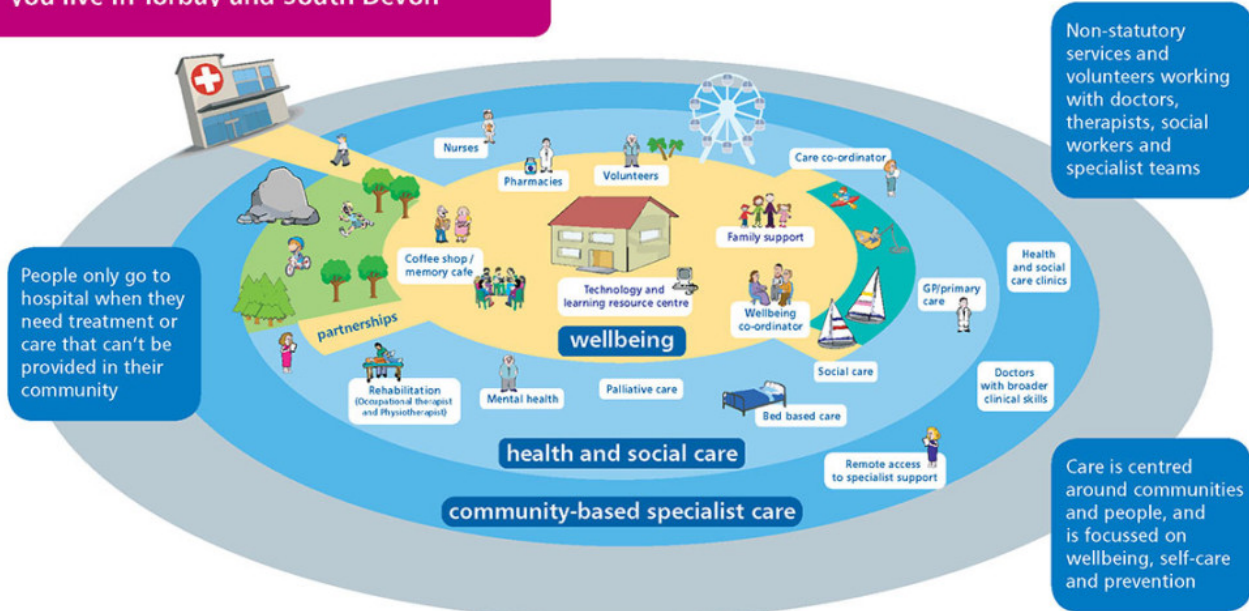 you live in Torbay and South Devon
Non-statutory
services and
volunteers working
with doctors,
therapists, social
workers and
specialist teams
Nurses
Pharmacies
Volunteers
Care co-ordinator
People only go to
hospital when they
need treatment or
care that can't be
provided in their
community
Coffee shop /
memory cafe
Family support
Technology and
learning resource centre
Wellbeing
co-ordinator
GP/primary
care
Health
and social
care clinics
partnerships
wellbeing
Social care
Rehabilitation
(Occupational therapist
and Physiotherapist)
Mental health
Palliative care
Bed based care
Doctors
with broader
clinical skills
health and social care
Remote access
to specialist support
community-based specialist care
Care is centred
around communities
and people, and
is focussed on
wellbeing, self-care
and prevention